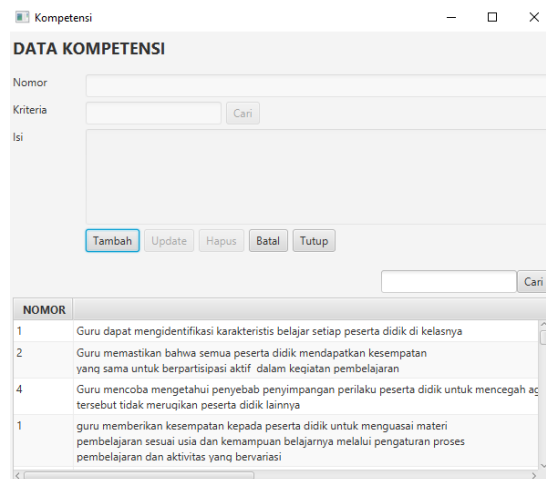 Kompetensi
DATA KOMPETENSI
Nomor
Kriteria
Cari
Isi
Tambah Update Hapus Batal Tutup
Cari
NOMOR
1 Guru dapat mengidentifikasi karakteristis belajar setiap peserta didik di kelasnya
2 Guru memastikan bahwa semua peserta didik mendapatkan kesempatan
yang sama untuk berpartisipasi aktif dalam kegiatan pembelajaran
4 Guru mencoba mengetahui penyebab penyimpangan perilaku peserta didik untuk mencegah ag
tersebut tidak merugikan peserta didik lainnya
1 guru memberikan kesempatan kepada peserta didik untuk menguasai materi
pembelajaran sesuai usia dan kemampuan belajarnya melalui pengaturan proses
pembelajaran dan aktivitas yang bervariasi